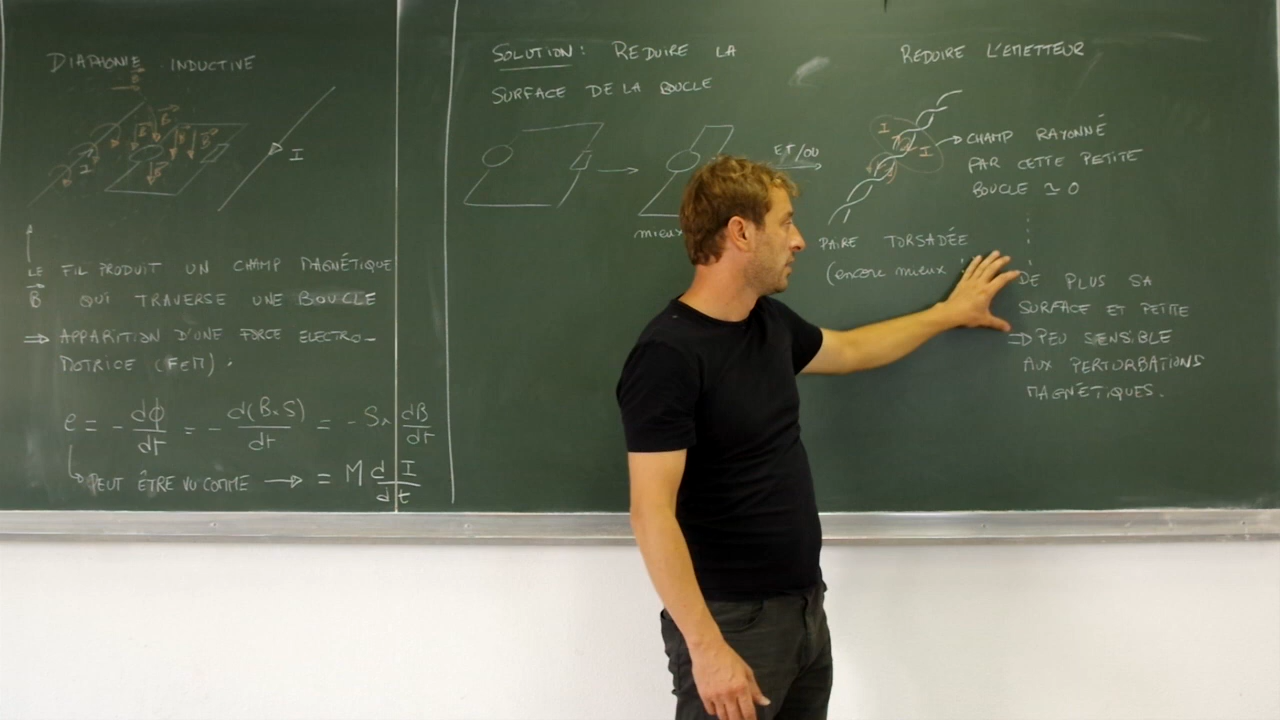 DIAPHONIE INDUCTIVE
B
B B B B
I
B
I
LE FIL PRODUIT UN CHAMP MAGNÉTIQUE
B QUI TRAVERSE UNE BOUCLE
⇒ APPARITION D'UNE FORCE ELECTRO-
MOTRICE (FEM).
e = - dϕ/dt = - d(B×S)/dt = - S× dB/dt
↳ PEUT ÊTRE VU COMME → = M dI/dt
SOLUTION: REDUIRE LA
SURFACE DE LA BOUCLE
mieux
ET/OU
REDUIRE L'EMETTEUR
I
I
CHAMP RAYONNÉ
PAR CETTE PETITE
BOUCLE ≃ 0
PAIRE TORSADÉE
(encore mieux
DE PLUS SA
SURFACE ET PETITE
⇒ PEU SENSIBLE
AUX PERTURBATIONS
MAGNÉTIQUES.